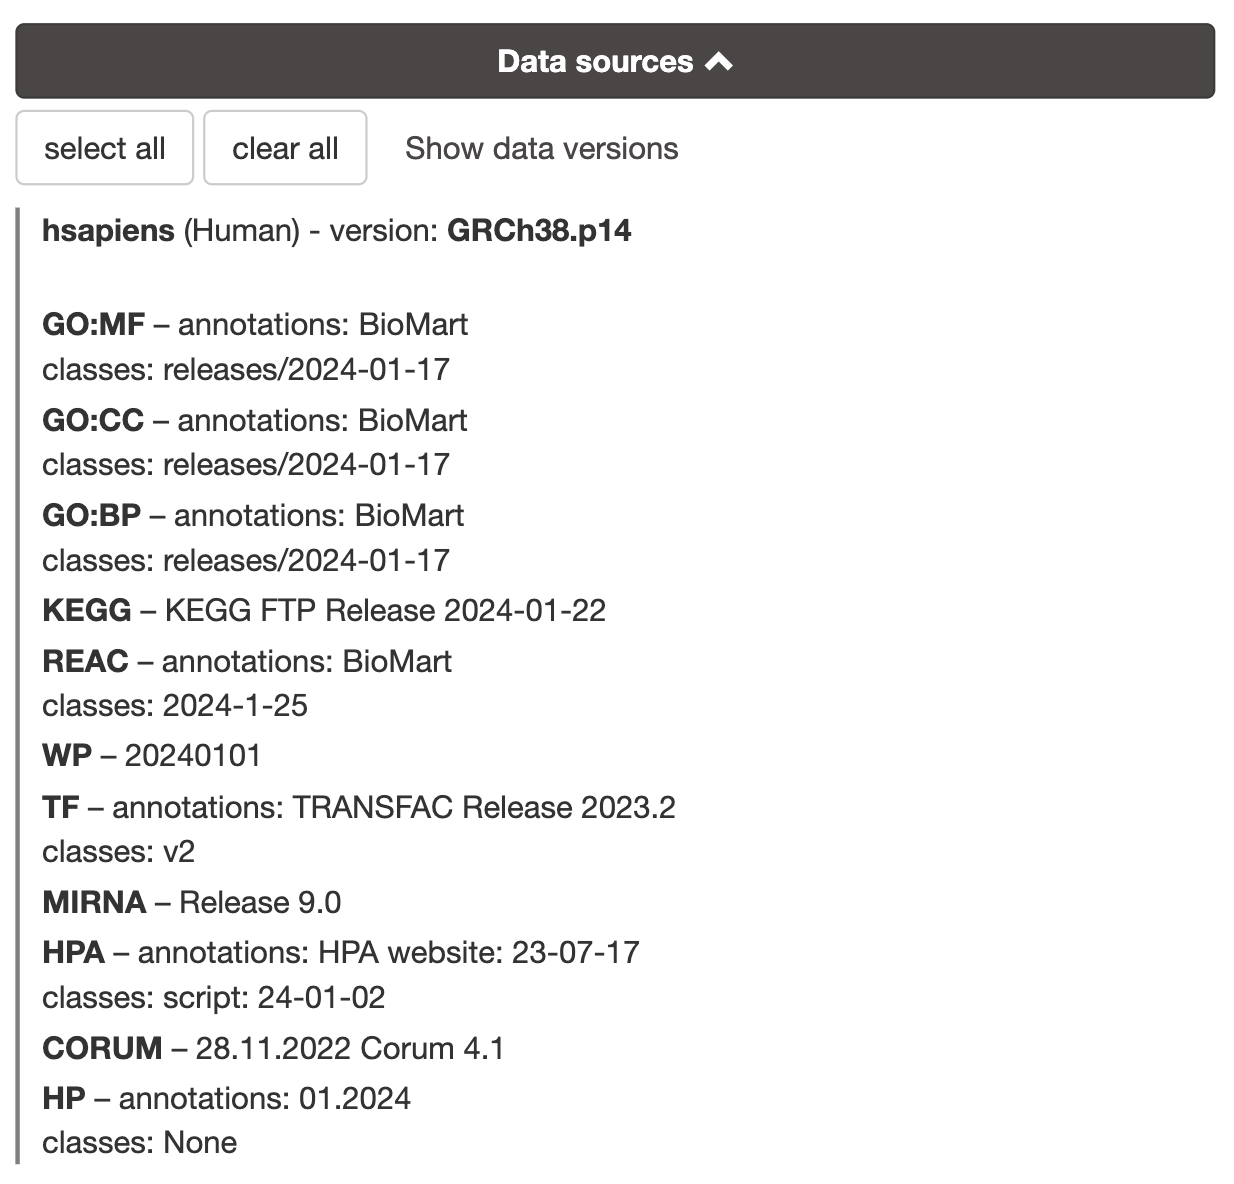 Data sources
select all clear all Show data versions
hsapiens (Human) - version: GRCh38.p14
GO:MF – annotations: BioMart
classes: releases/2024-01-17
GO:CC – annotations: BioMart
classes: releases/2024-01-17
GO:BP – annotations: BioMart
classes: releases/2024-01-17
KEGG – KEGG FTP Release 2024-01-22
REAC – annotations: BioMart
classes: 2024-1-25
WP – 20240101
TF – annotations: TRANSFAC Release 2023.2
classes: v2
MIRNA – Release 9.0
HPA – annotations: HPA website: 23-07-17
classes: script: 24-01-02
CORUM – 28.11.2022 Corum 4.1
HP – annotations: 01.2024
classes: None